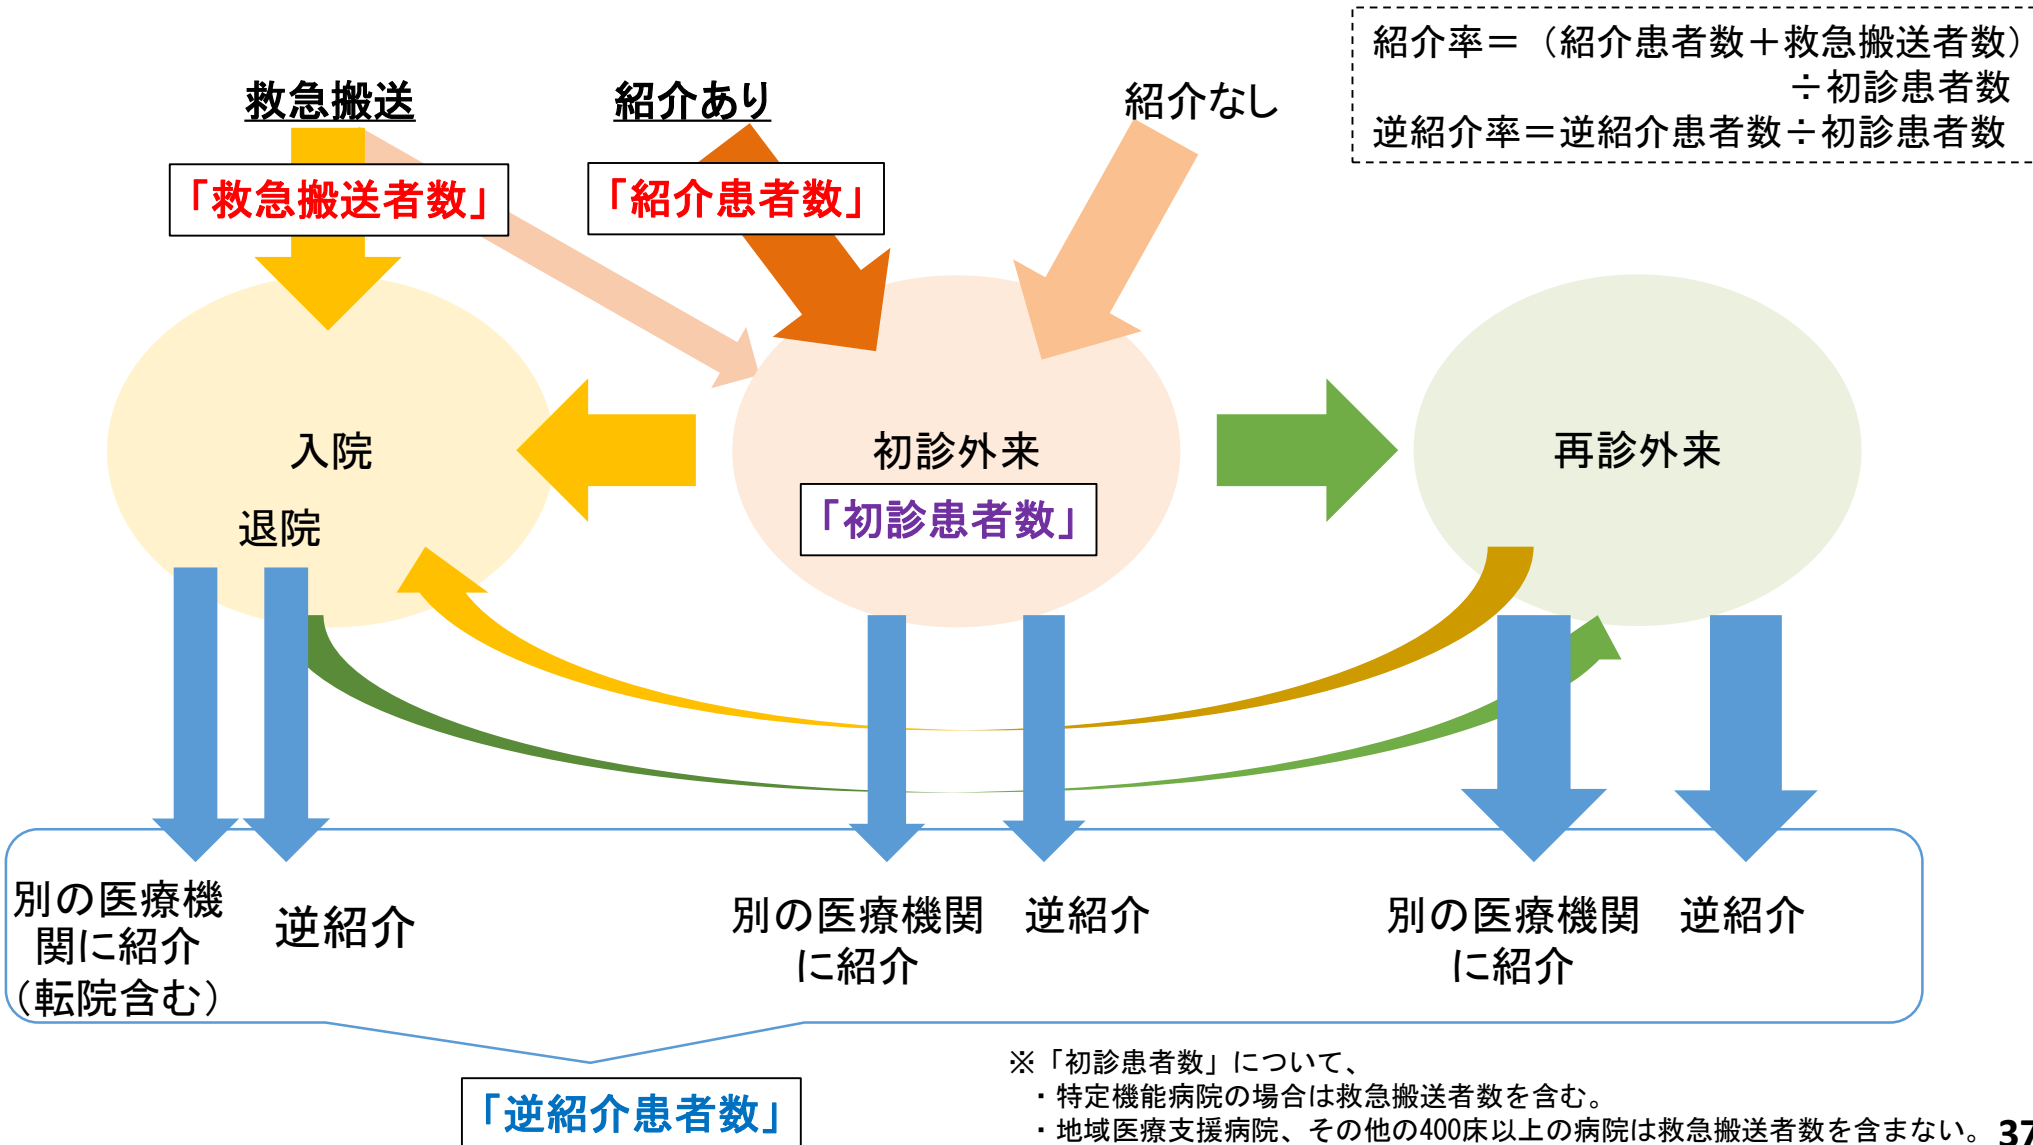 紹介率＝（紹介患者数＋救急搬送者数）
÷初診患者数
逆紹介率＝逆紹介患者数÷初診患者数
救急搬送
紹介あり
紹介なし
「救急搬送者数」
「紹介患者数」
入院
退院
初診外来
「初診患者数」
再診外来
別の医療機
関に紹介
（転院含む）
逆紹介
別の医療機関
に紹介
逆紹介
別の医療機関
に紹介
逆紹介
「逆紹介患者数」
※「初診患者数」について、
・特定機能病院の場合は救急搬送者数を含む。
・地域医療支援病院、その他の400床以上の病院は救急搬送者数を含まない。
37